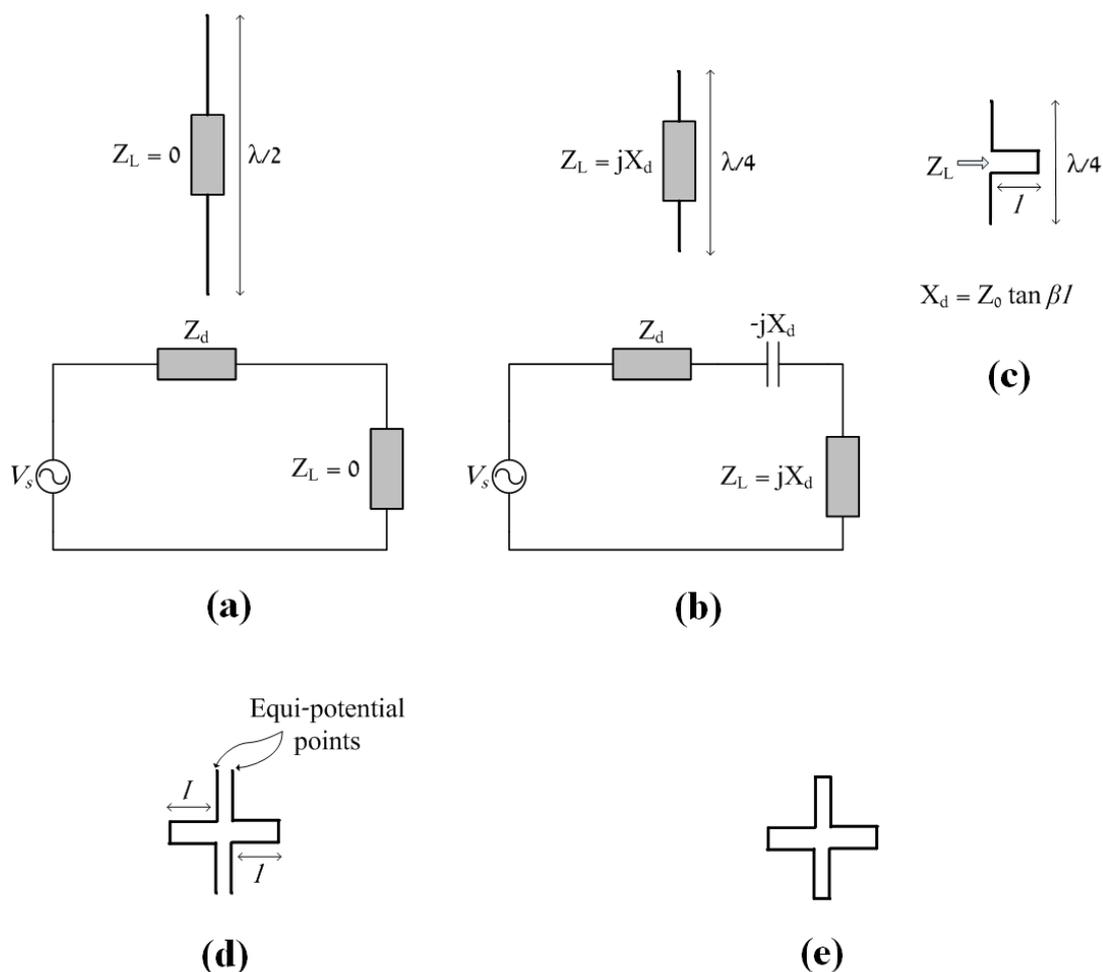 Z_L = 0
λ/2
Z_L = jX_d
λ/4
Z_L
λ/4
l
X_d = Z_0 tan βl
(c)
Z_d
V_s
Z_L = 0
(a)
Z_d
-jX_d
V_s
Z_L = jX_d
(b)
Equi-potential
points
l
l
(d)
(e)